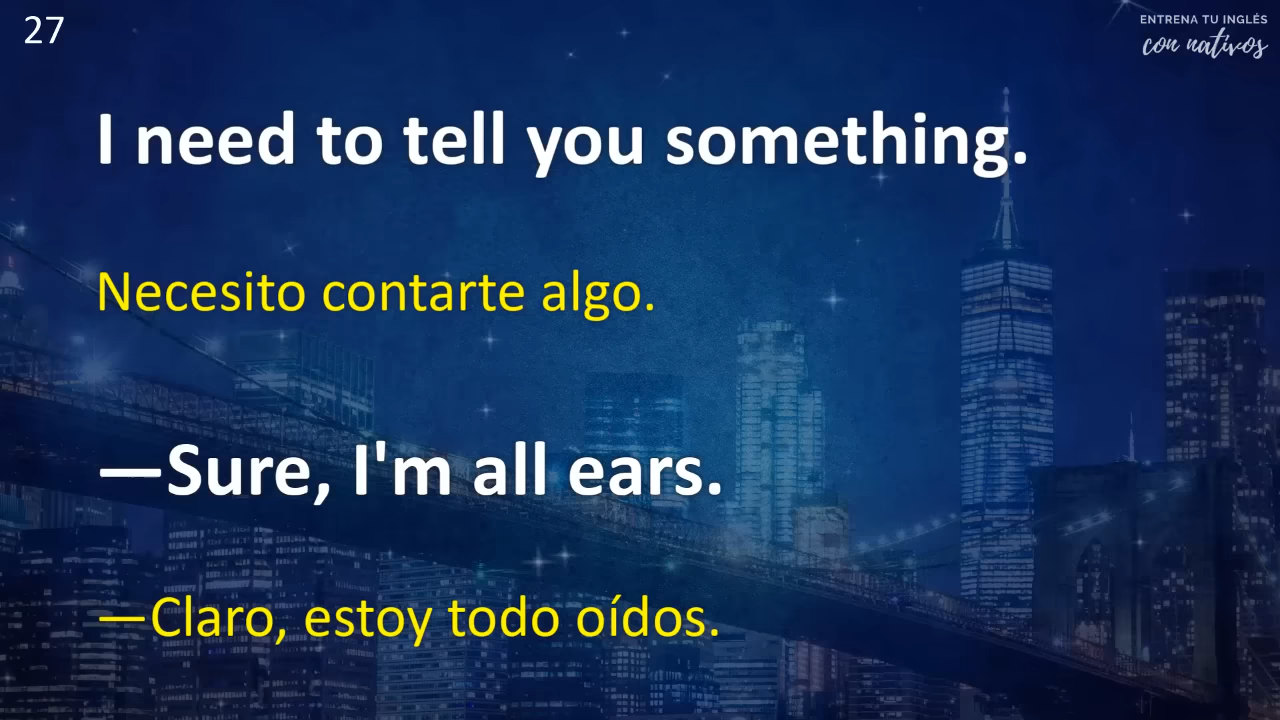 27
ENTRENA TU INGLÉS
con nativos
I need to tell you something.
Necesito contarte algo.
—Sure, I'm all ears.
—Claro, estoy todo oídos.